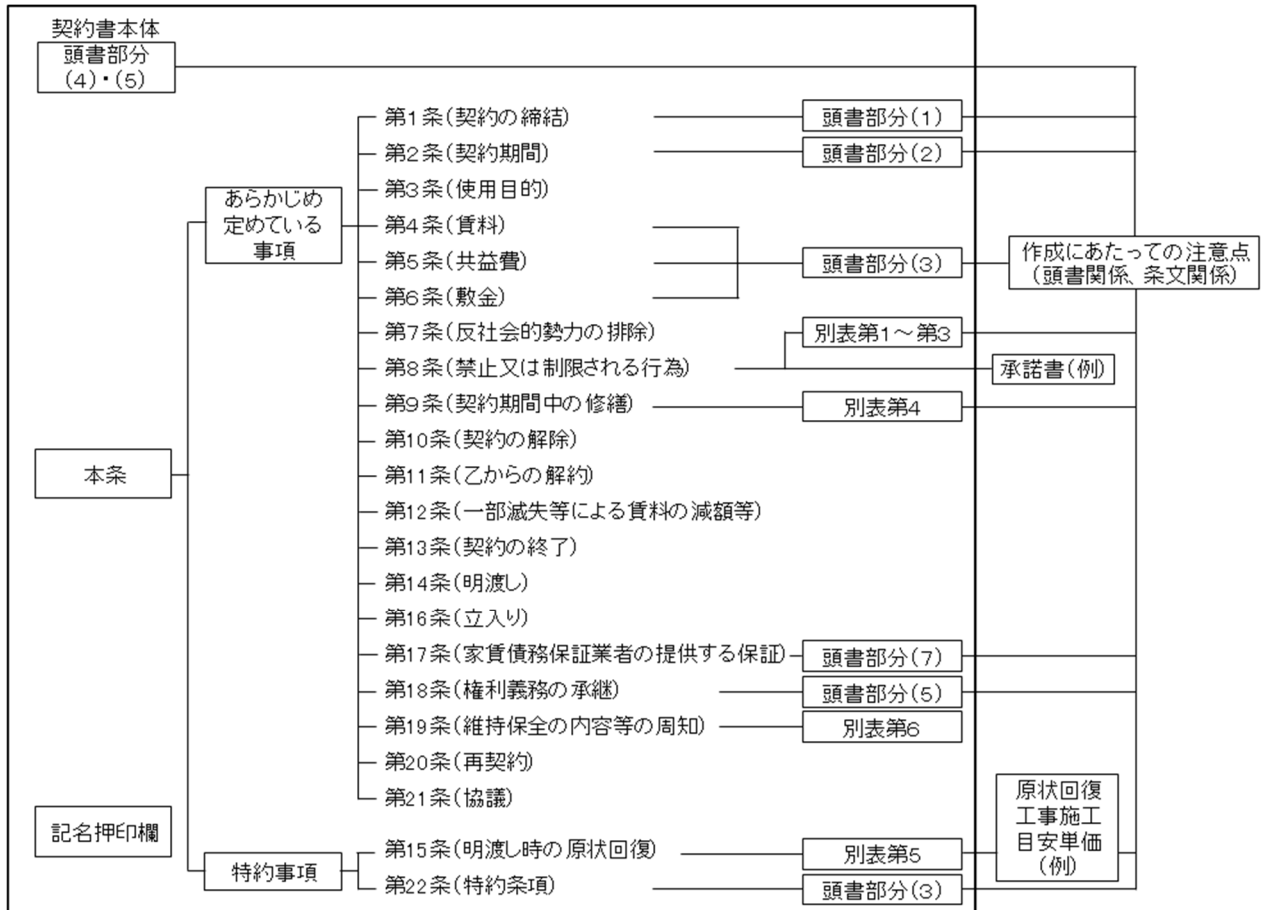 契約書本体
頭書部分
(4)・(5)
第1条(契約の締結)
頭書部分(1)
第2条(契約期間)
頭書部分(2)
第3条(使用目的)
あらかじめ
定めている
事項
第4条(賃料)
第5条(共益費)
頭書部分(3)
作成にあたっての注意点
(頭書関係、条文関係)
第6条(敷金)
第7条(反社会的勢力の排除)
別表第1～第3
第8条(禁止又は制限される行為)
承諾書(例)
第9条(契約期間中の修繕)
別表第4
第10条(契約の解除)
本条
第11条(乙からの解約)
第12条(一部滅失等による賃料の減額等)
第13条(契約の終了)
第14条(明渡し)
第16条(立入り)
第17条(家賃債務保証業者の提供する保証)
頭書部分(7)
第18条(権利義務の承継)
頭書部分(5)
第19条(維持保全の内容等の周知)
別表第6
第20条(再契約)
第21条(協議)
記名押印欄
特約事項
第15条(明渡し時の原状回復)
別表第5
原状回復
工事施工
目安単価
(例)
第22条(特約条項)
頭書部分(3)